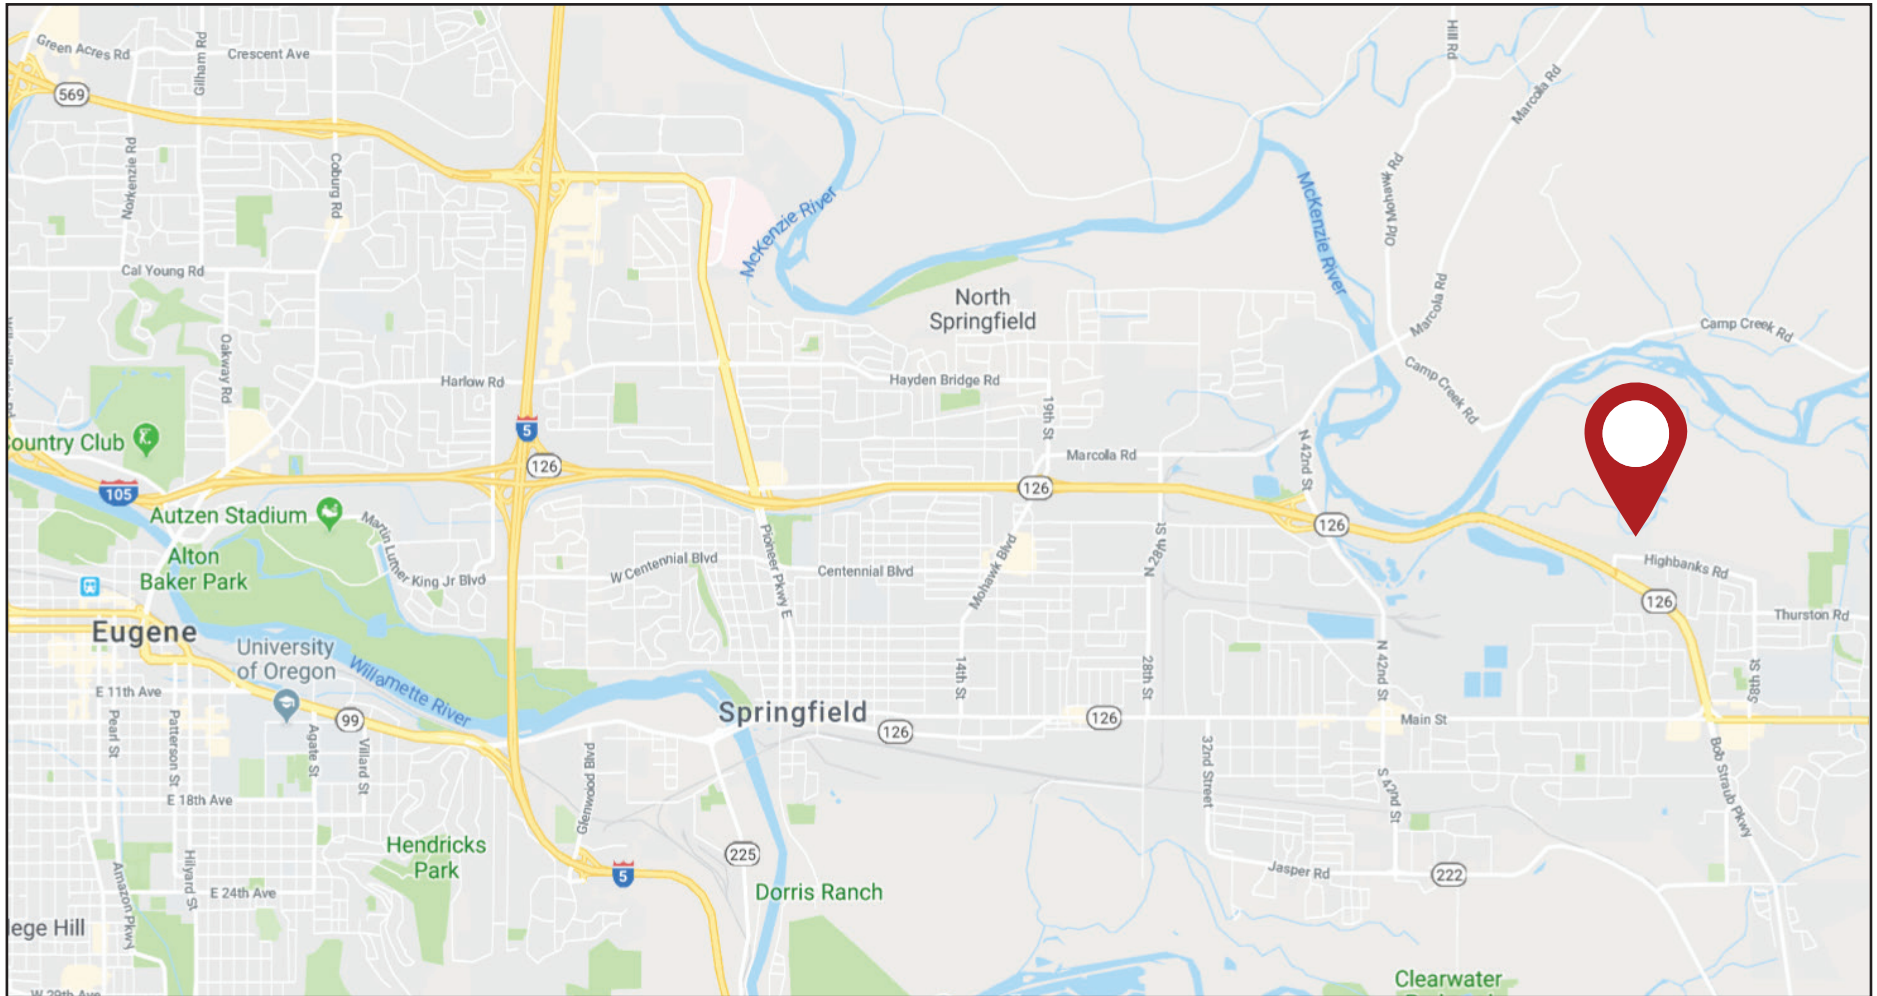 Green Acres Rd
Gilham Rd
Crescent Ave
569
Norkenzie Rd
Coburg Rd
Cal Young Rd
Oakway Rd
Harlow Rd
McKenzie River
North
Springfield
Hayden Bridge Rd
19th St
McKenzie River
Hill Rd
Marcola Rd
Old Mohawk Rd
Marcola Rd
Camp Creek Rd
Camp Creek Rd
ountry Club
5
126
105
Autzen Stadium
Martin Luther King Jr Blvd
Alton
Baker Park
Marcola Rd
126
N 42nd St
126
Pioneer Pkwy E
W Centennial Blvd
Centennial Blvd
Mohawk Blvd
N 28th St
Highbanks Rd
126
Thurston Rd
Eugene
University
of Oregon
Willamette River
E 11th Ave
99
Pearl St
Patterson St
Agate St
Villard St
Springfield
126
14th St
28th St
126
N 42nd St
Main St
58th St
Glenwood Blvd
32nd Street
S 42nd St
Bob Straub Pkwy
E 18th Ave
Hendricks
Park
5
225
Jasper Rd
222
Amazon Pkwy
Hilyard St
E 24th Ave
Dorris Ranch
lege Hill
W 29th Ave
Clearwater